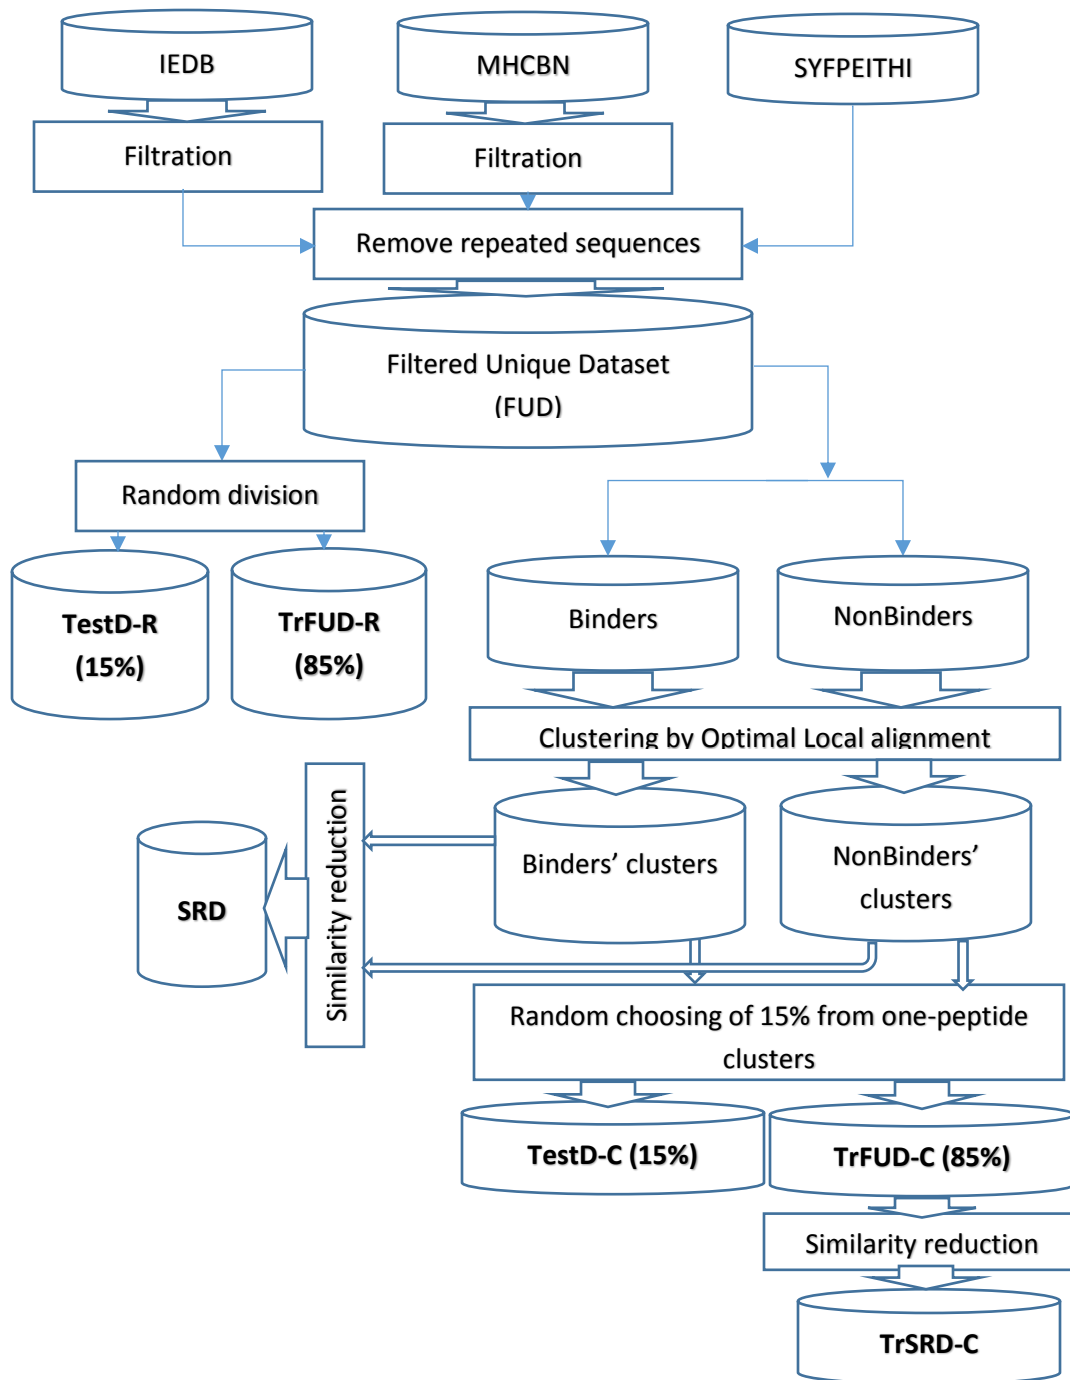 IEDB
MHCBN
SYFPEITHI
Filtration
Filtration
Remove repeated sequences
Filtered Unique Dataset
(FUD)
Random division
TestD-R
(15%)
TrFUD-R
(85%)
Binders
NonBinders
Clustering by Optimal Local alignment
Similarity reduction
SRD
Binders’ clusters
NonBinders’
clusters
Random choosing of 15% from one-peptide
clusters
TestD-C (15%)
TrFUD-C (85%)
Similarity reduction
TrSRD-C